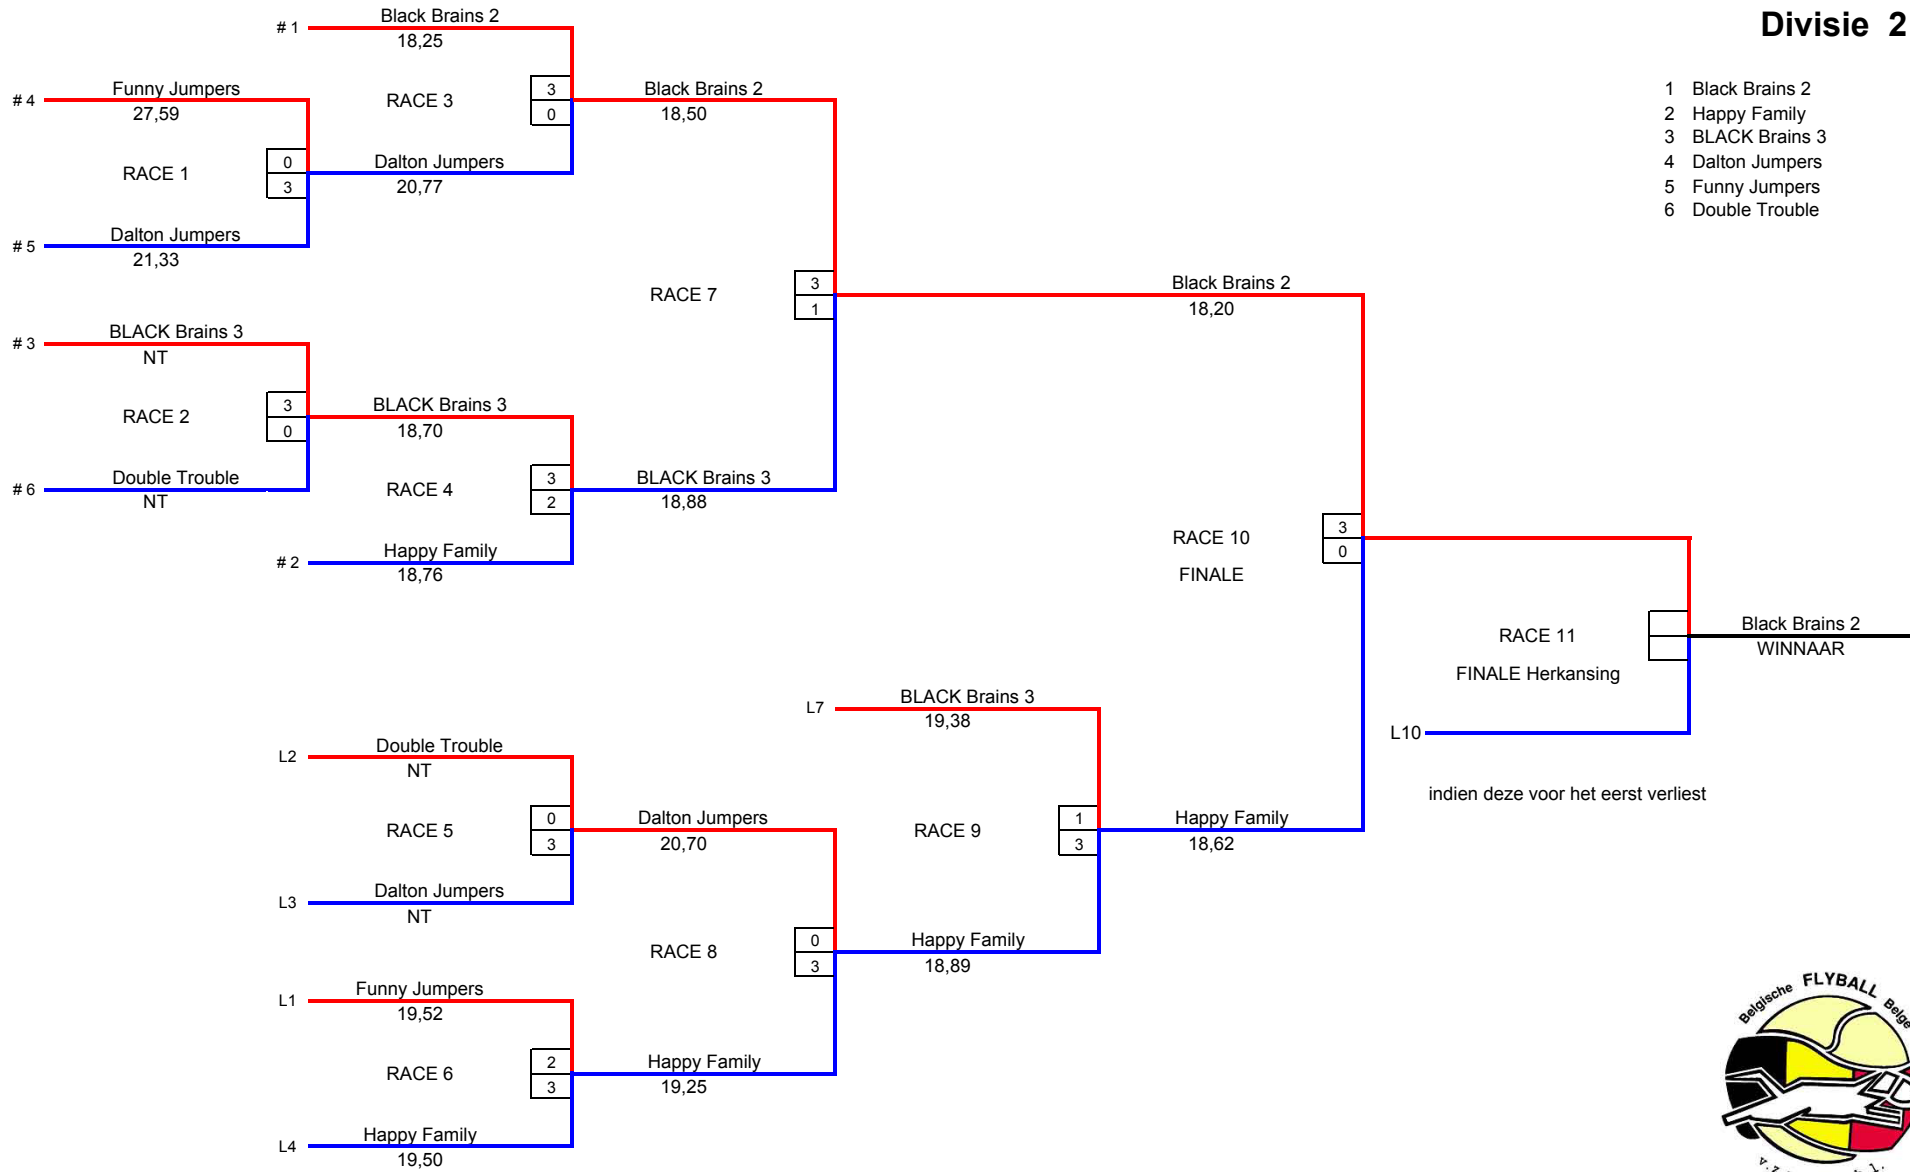 Divisie 2
1 Black Brains 2
2 Happy Family
3 BLACK Brains 3
4 Dalton Jumpers
5 Funny Jumpers
6 Double Trouble
# 1 Black Brains 2
18,25
# 4 Funny Jumpers
27,59
RACE 3
3
0
Black Brains 2
18,50
RACE 1
0
3
Dalton Jumpers
20,77
# 5 Dalton Jumpers
21,33
RACE 7
3
1
Black Brains 2
18,20
# 3 BLACK Brains 3
NT
RACE 2
3
0
BLACK Brains 3
18,70
# 6 Double Trouble
NT
RACE 4
3
2
BLACK Brains 3
18,88
# 2 Happy Family
18,76
RACE 10
FINALE
3
0
RACE 11
FINALE Herkansing
Black Brains 2
WINNAAR
L7 BLACK Brains 3
19,38
L10
indien deze voor het eerst verliest
L2 Double Trouble
NT
RACE 5
0
3
Dalton Jumpers
20,70
RACE 9
1
3
Happy Family
18,62
L3 Dalton Jumpers
NT
RACE 8
0
3
Happy Family
18,89
L1 Funny Jumpers
19,52
RACE 6
2
3
Happy Family
19,25
L4 Happy Family
19,50
Belgische FLYBALL Belge